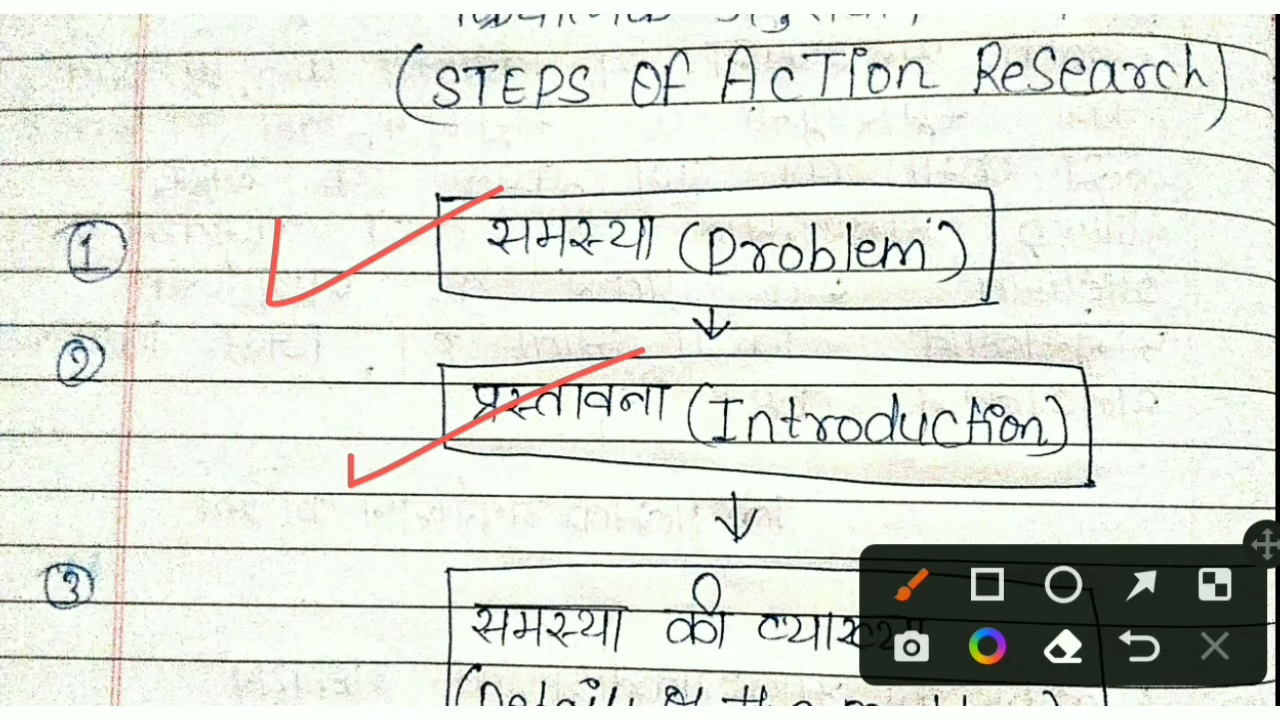 (STEPS OF ACTION Research)
① समस्या (Problem)
② प्रस्तावना (Introduction)
③ समस्या की व्याख्या